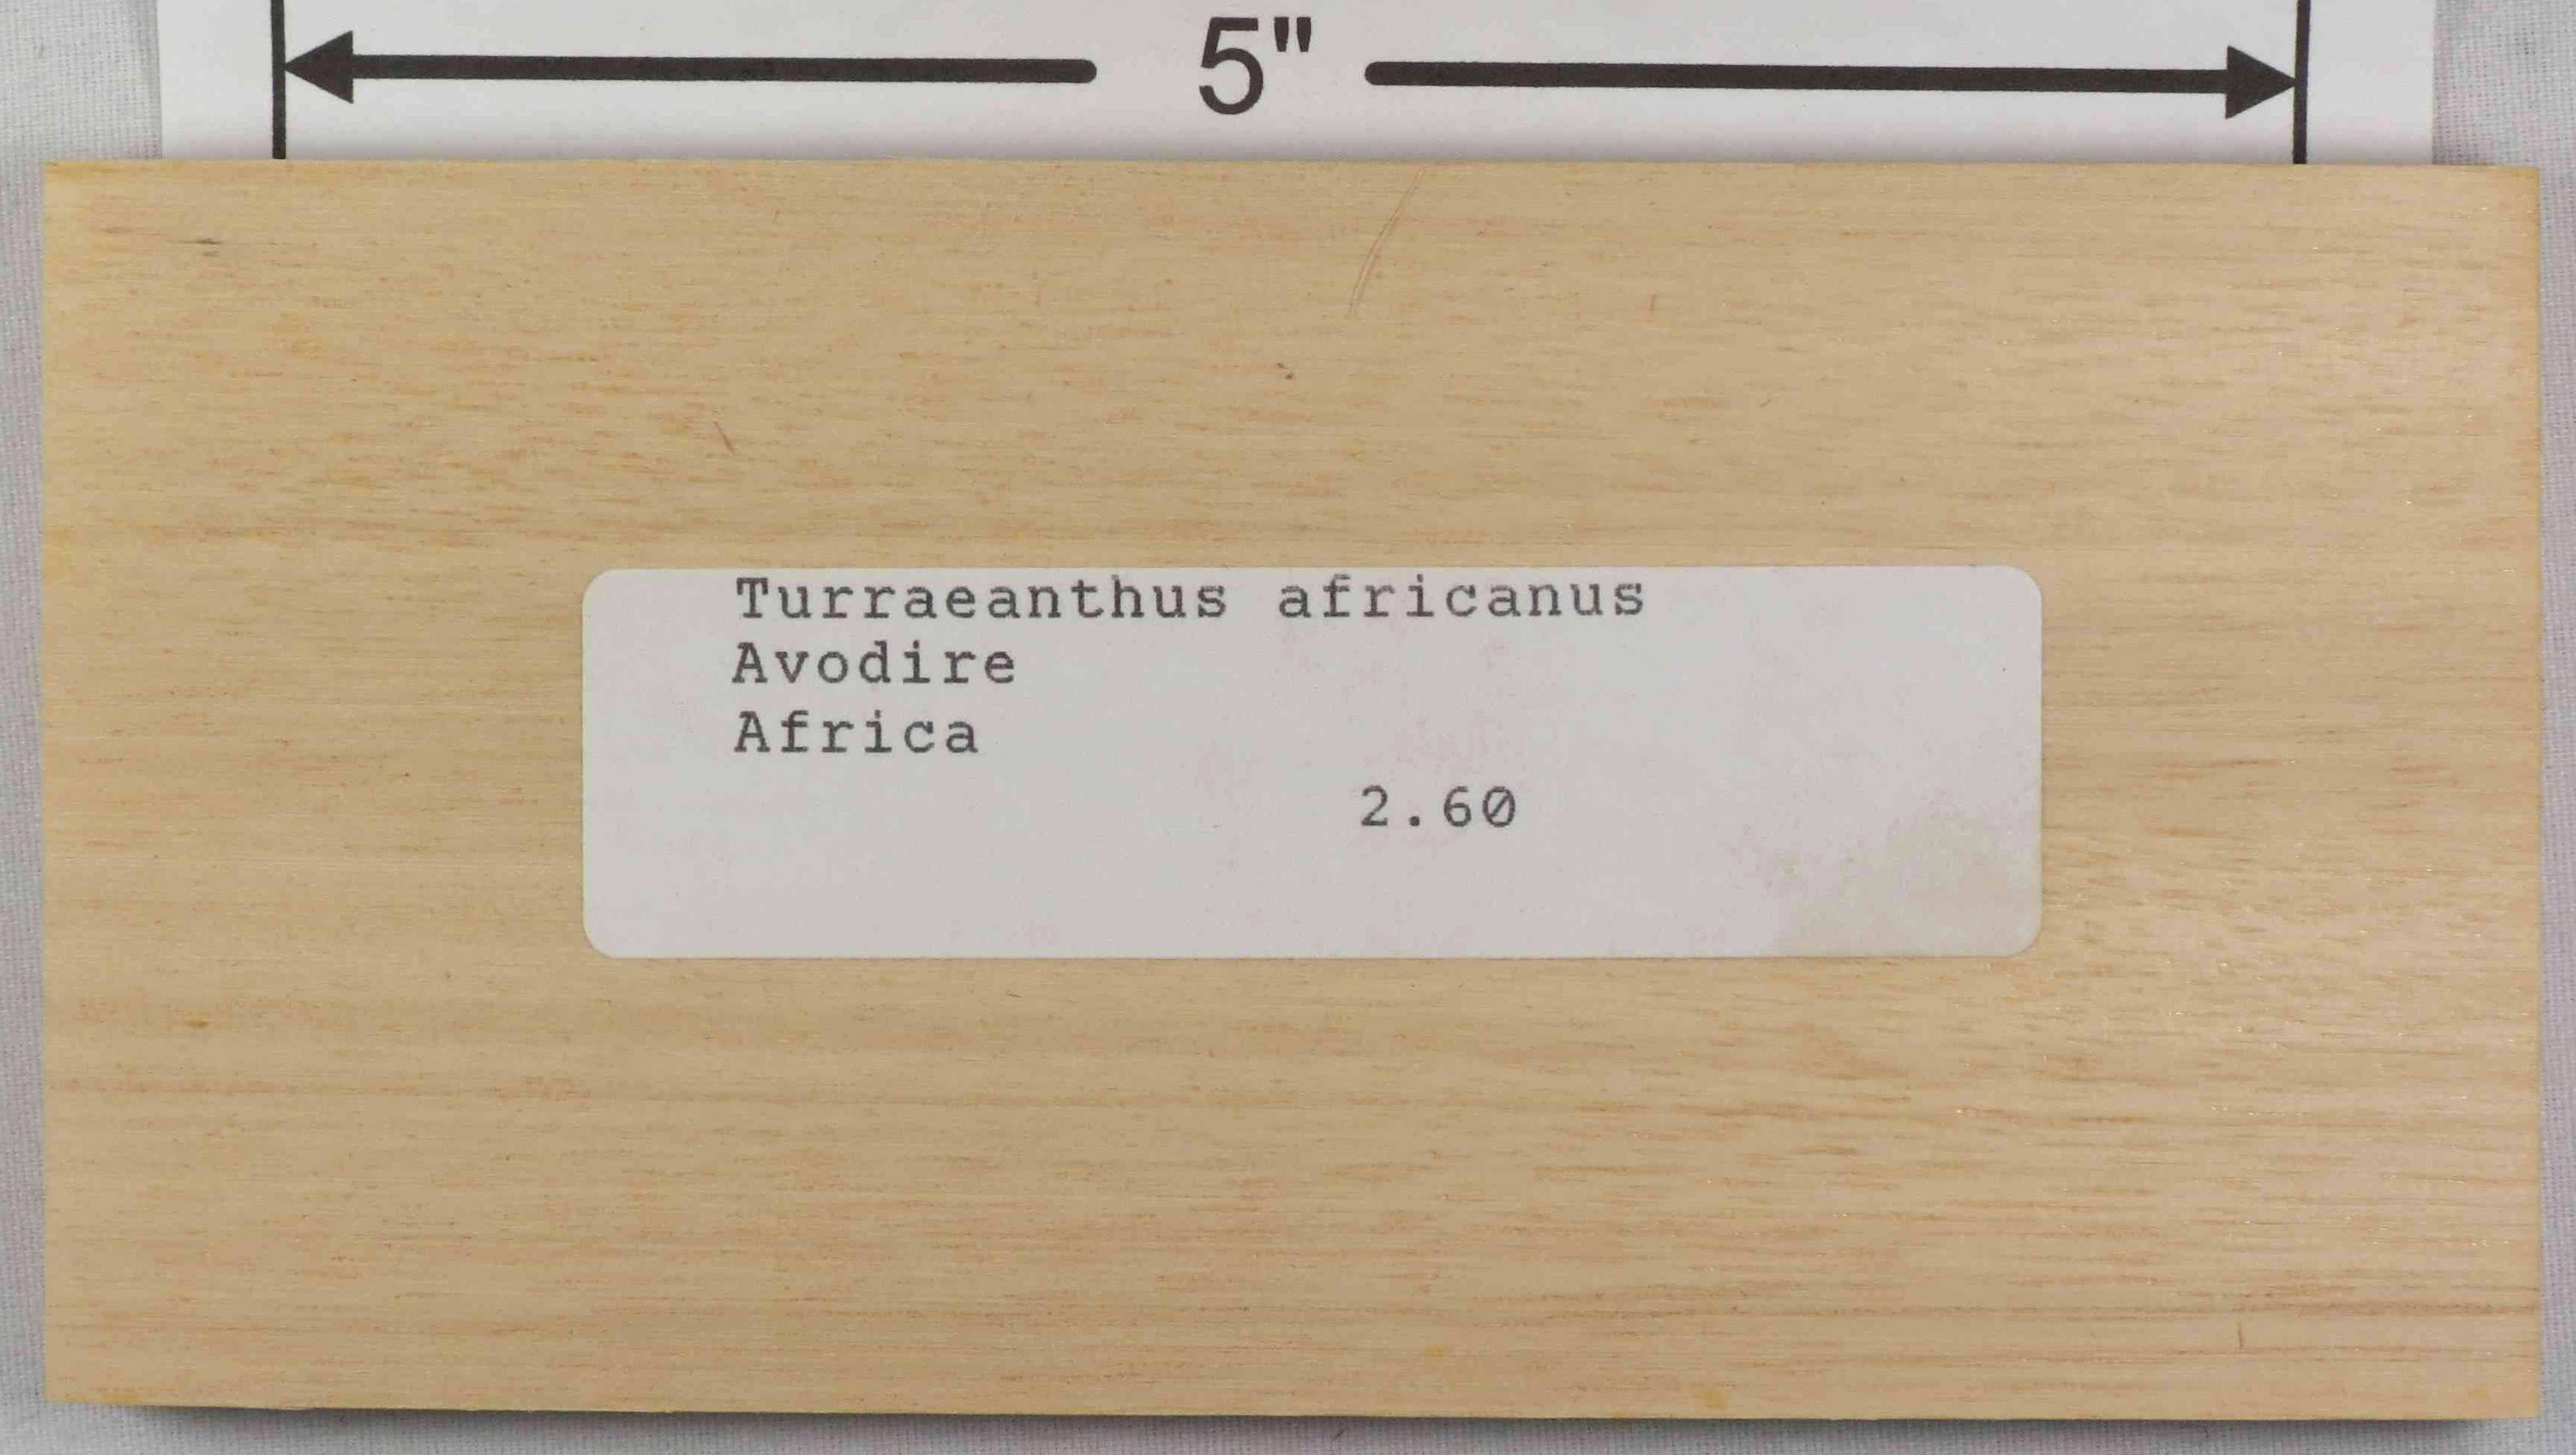 5"
Turraeanthus africanus
Avodire
Africa
2.60